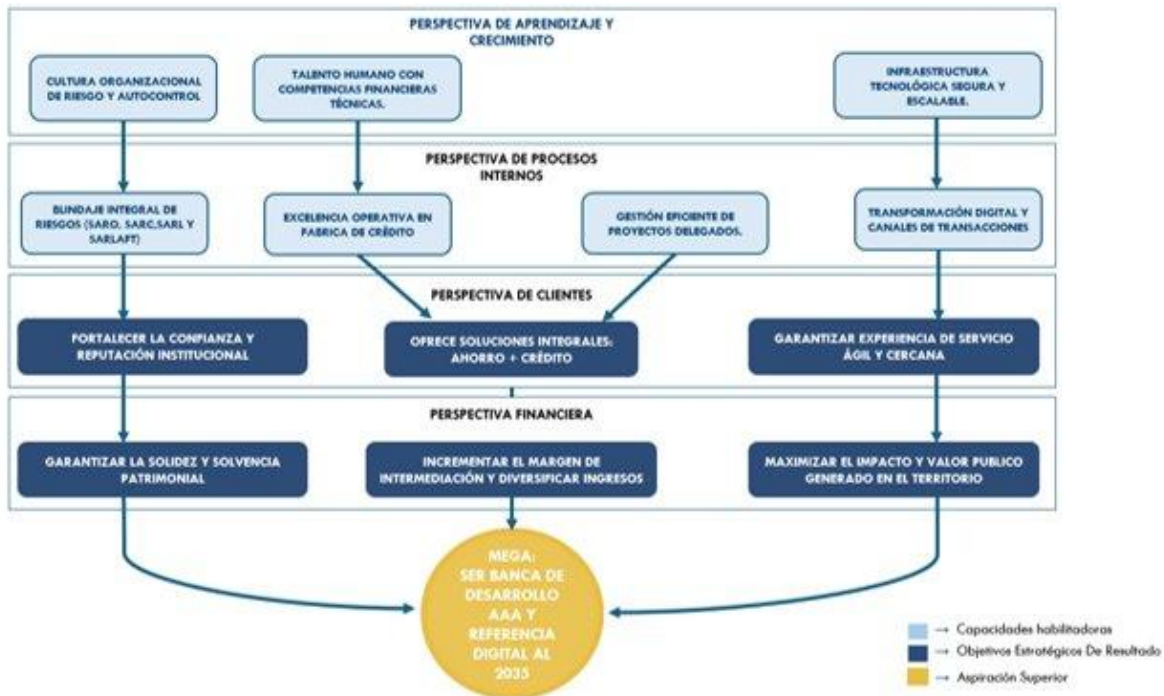 PERSPECTIVA DE APRENDIZAJE Y
CRECIMIENTO
CULTURA ORGANIZACIONAL
DE RIESGO Y AUTOCONTROL
TALENTO HUMANO CON
COMPETENCIAS FINANCIERAS
TÉCNICAS.
INFRAESTRUCTURA
TECNOLÓGICA SEGURA Y
ESCALABLE.
PERSPECTIVA DE PROCESOS
INTERNOS
BLINDAJE INTEGRAL DE
RIESGOS (SARO, SARC,SARL Y
SARLAFT)
EXCELENCIA OPERATIVA EN
FABRICA DE CRÉDITO
GESTIÓN EFICIENTE DE
PROYECTOS DELEGADOS.
TRANSFORMACIÓN DIGITAL Y
CANALES DE TRANSACCIONES
PERSPECTIVA DE CLIENTES
FORTALECER LA CONFIANZA Y
REPUTACIÓN INSTITUCIONAL
OFRECE SOLUCIONES INTEGRALES:
AHORRO + CRÉDITO
GARANTIZAR EXPERIENCIA DE SERVICIO
ÁGIL Y CERCANA
PERSPECTIVA FINANCIERA
GARANTIZAR LA SOLIDEZ Y SOLVENCIA
PATRIMONIAL
INCREMENTAR EL MARGEN DE
INTERMEDIACIÓN Y DIVERSIFICAR INGRESOS
MAXIMIZAR EL IMPACTO Y VALOR PUBLICO
GENERADO EN EL TERRITORIO
MEGA:
SER BANCA DE
DESARROLLO
AAA Y
REFERENCIA
DIGITAL AL
2035
→ Capacidades habilitadoras
→ Objetivos Estratégicos De Resultado
→ Aspiración Superior